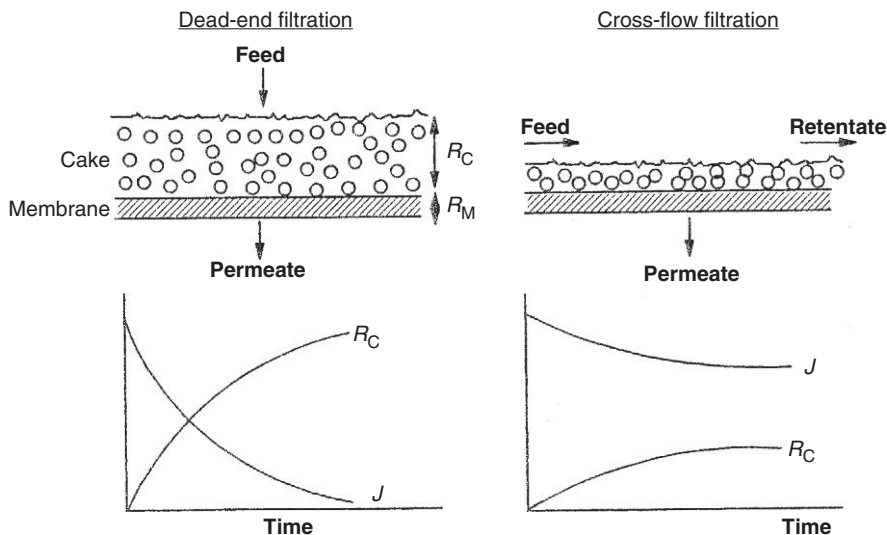 Dead-end filtration
Feed
Cake
R_C
Membrane
R_M
Permeate
R_C
J
Time
Cross-flow filtration
Feed
Retentate
Permeate
J
R_C
Time